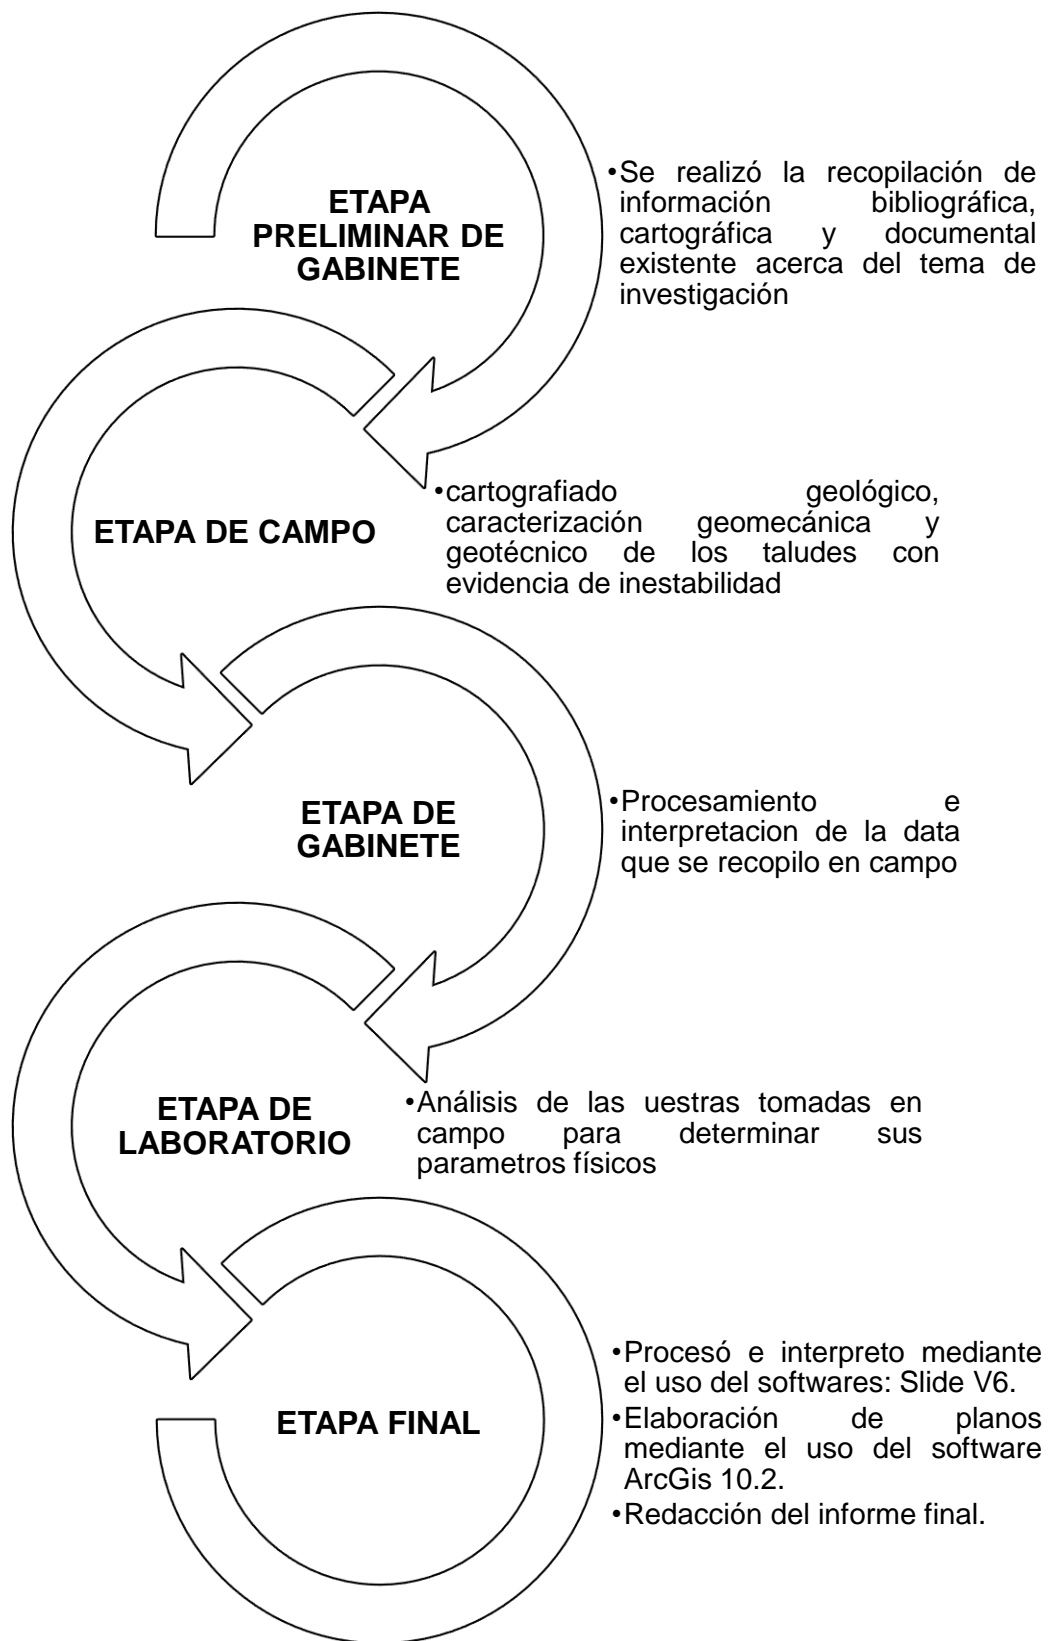 ETAPA
PRELIMINAR DE
GABINETE
•Se realizó la recopilación de
información bibliográfica,
cartográfica y documental
existente acerca del tema de
investigación
ETAPA DE CAMPO
•cartografiado geológico,
caracterización geomecánica y
geotécnico de los taludes con
evidencia de inestabilidad
ETAPA DE
GABINETE
•Procesamiento e
interpretacion de la data
que se recopilo en campo
ETAPA DE
LABORATORIO
•Análisis de las uestras tomadas en
campo para determinar sus
parametros físicos
ETAPA FINAL
•Procesó e interpreto mediante
el uso del softwares: Slide V6.
•Elaboración de planos
mediante el uso del software
ArcGis 10.2.
•Redacción del informe final.